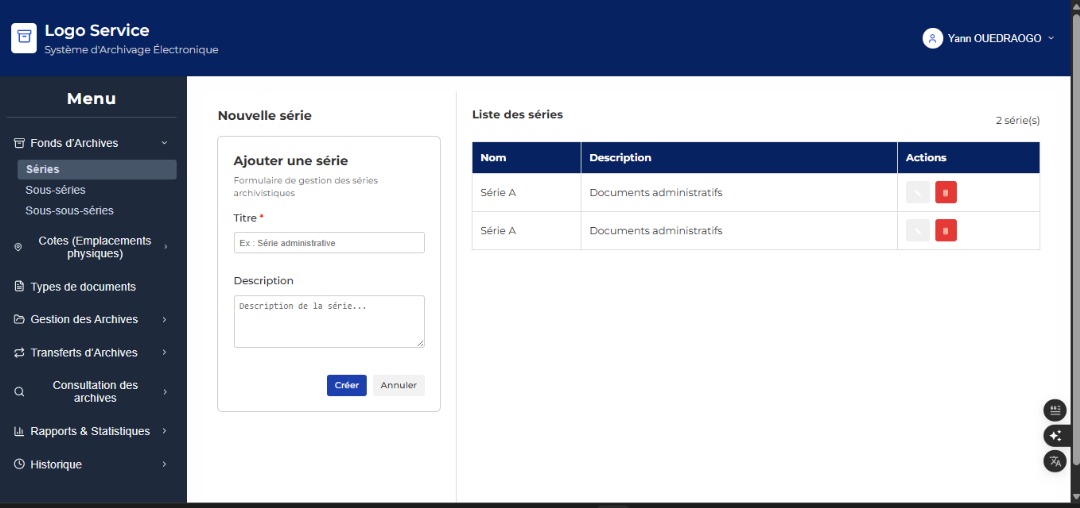 Logo Service
Système d'Archivage Électronique
Yann OUEDRAOGO
Menu
Fonds d'Archives
Séries
Sous-séries
Sous-sous-séries
Cotes (Emplacements
physiques)
Types de documents
Gestion des Archives
Transferts d'Archives
Consultation des
archives
Rapports & Statistiques
Historique
Nouvelle série
Ajouter une série
Formulaire de gestion des séries
archivistiques
Titre *
Ex : Série administrative
Description
Description de la série...
Créer Annuler
Liste des séries
2 série(s)
Nom Description Actions
Série A Documents administratifs
Série A Documents administratifs